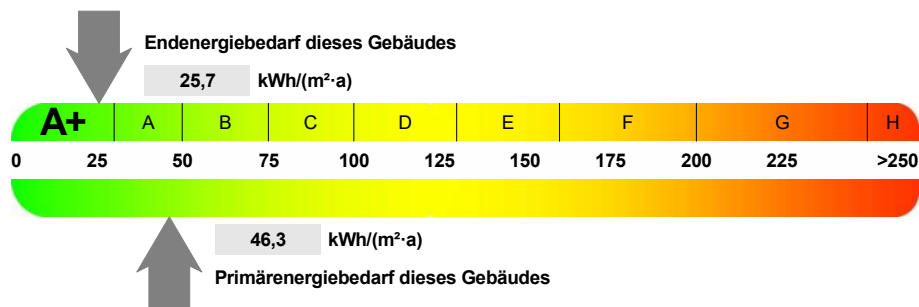 Endenergiebedarf dieses Gebäudes
25,7 kWh/(m²·a)
A+ A B C D E F G H
0 25 50 75 100 125 150 175 200 225 >250
46,3 kWh/(m²·a)
Primärenergiebedarf dieses Gebäudes